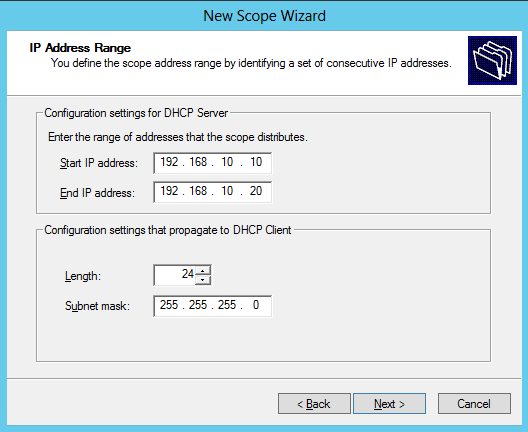 New Scope Wizard
IP Address Range
You define the scope address range by identifying a set of consecutive IP addresses.
Configuration settings for DHCP Server
Enter the range of addresses that the scope distributes.
Start IP address: 192 . 168 . 10 . 10
End IP address: 192 . 168 . 10 . 20
Configuration settings that propagate to DHCP Client
Length: 24
Subnet mask: 255 . 255 . 255 . 0
< Back Next > Cancel